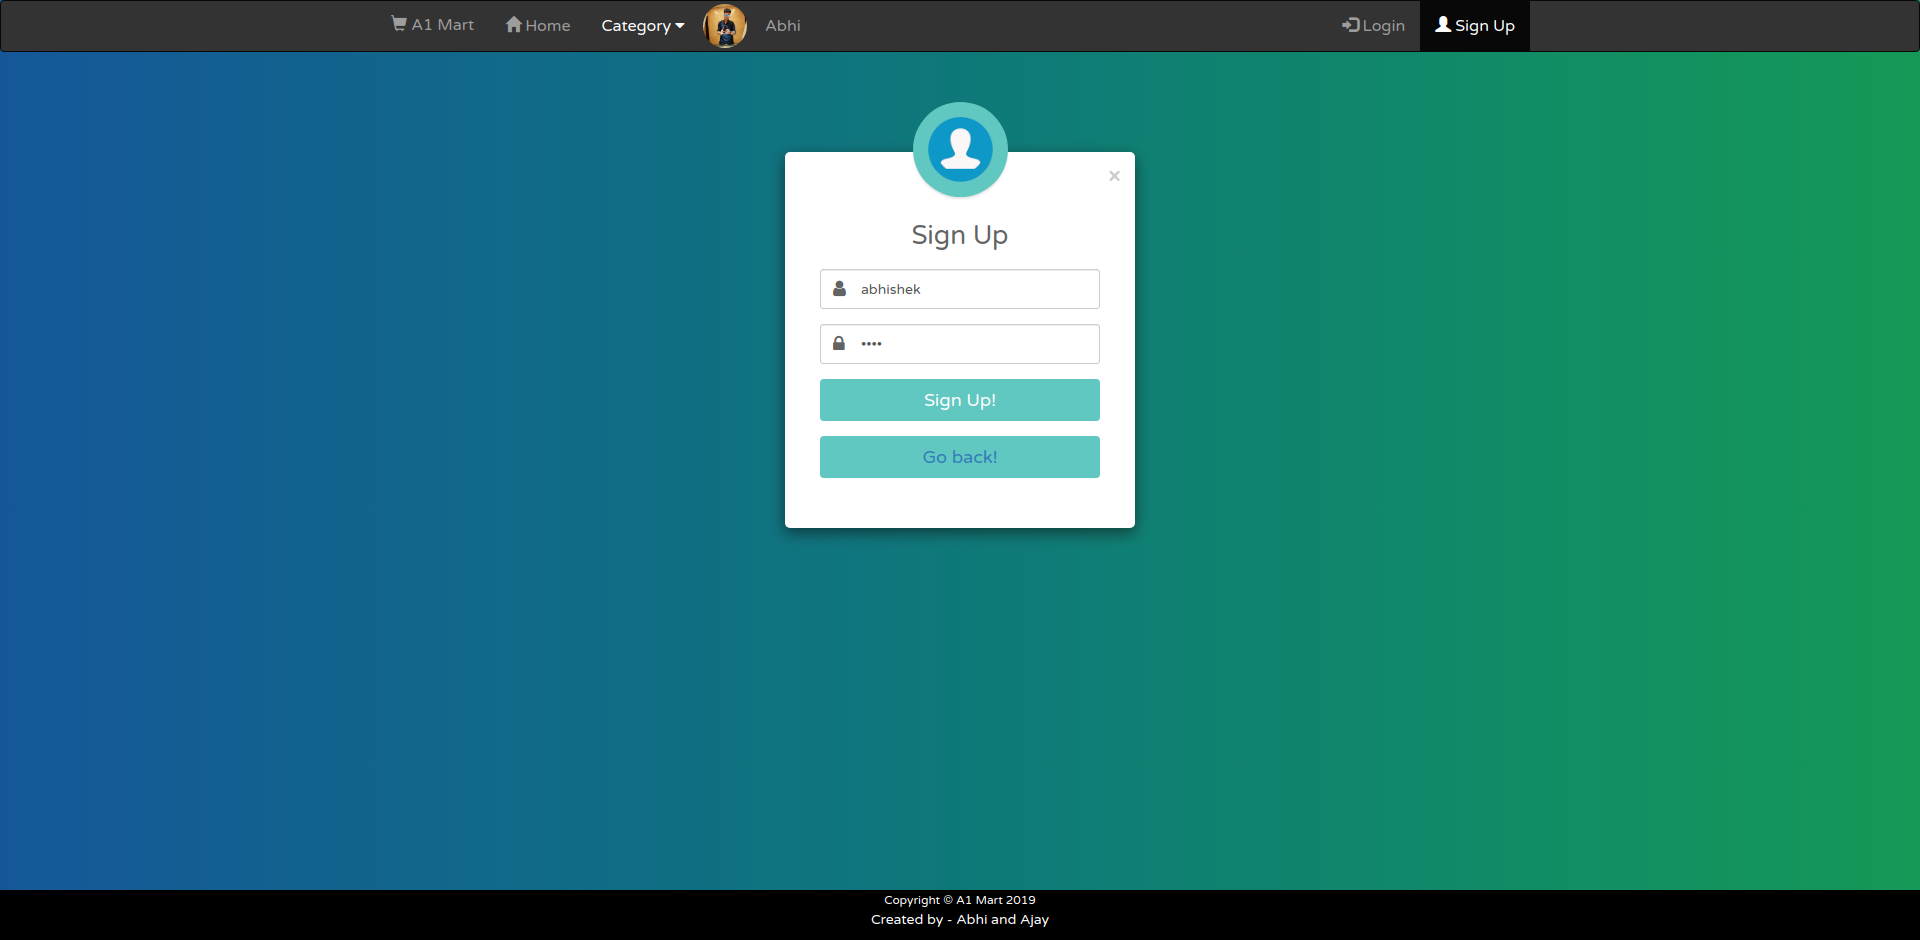 A1 Mart Home Category Abhi Login Sign Up
×
Sign Up
abhishek
••••
Sign Up!
Go back!
Copyright © A1 Mart 2019
Created by - Abhi and Ajay